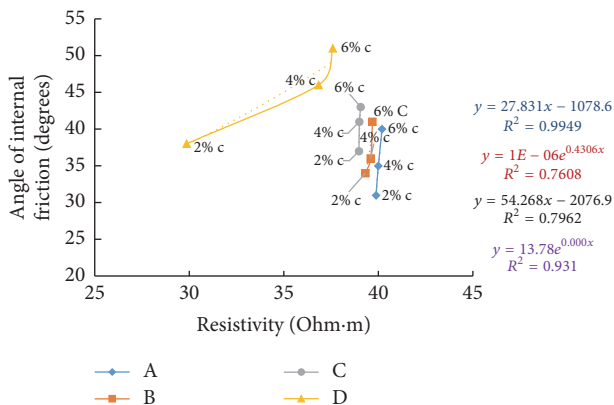 Angle of internal
friction (degrees)
55
50
45
40
35
30
25
20
25
30
35
40
45
Resistivity (Ohm·m)
6% c
4% c
2% c
6% c
4% c
2% c
6% C
4% c
2% c
6% c
4% c
2% c
y = 27.831x − 1078.6
R² = 0.9949
y = 1E − 06e^0.4306x
R² = 0.7608
y = 54.268x − 2076.9
R² = 0.7962
y = 13.78e^0.000x
R² = 0.931
A
B
C
D